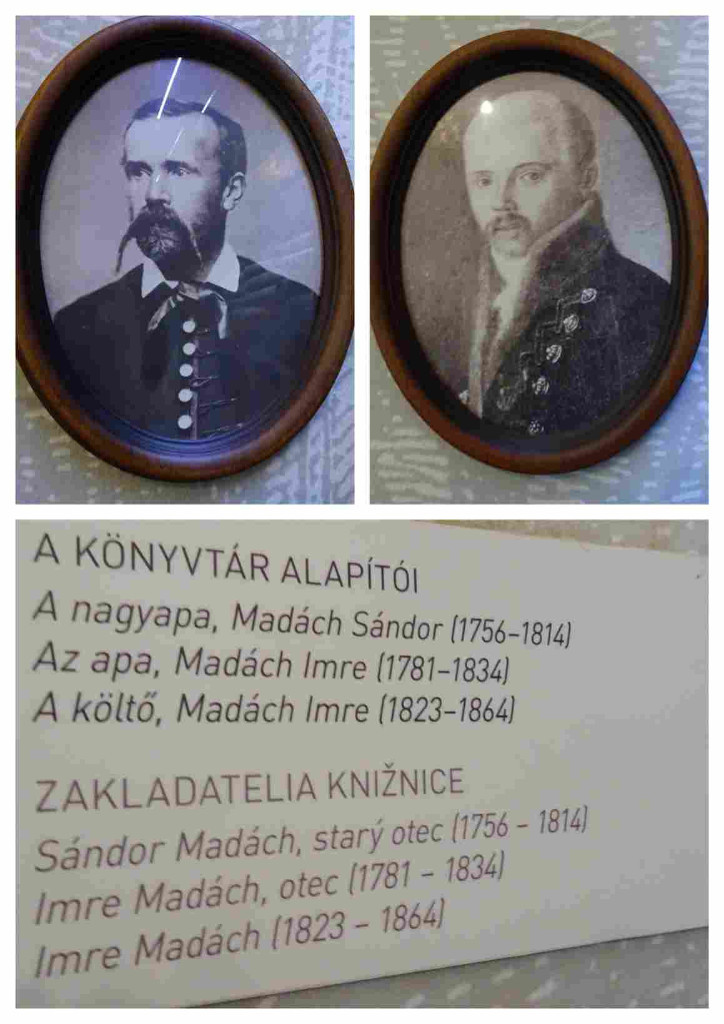 A KÖNYVTÁR ALAPÍTÓI
A nagyapa, Madách Sándor (1756–1814)
Az apa, Madách Imre (1781–1834)
A költő, Madách Imre (1823–1864)
ZAKLADATELIA KNIŽNICE
Sándor Madách, starý otec (1756 – 1814)
Imre Madách, otec (1781 – 1834)
Imre Madách (1823 – 1864)